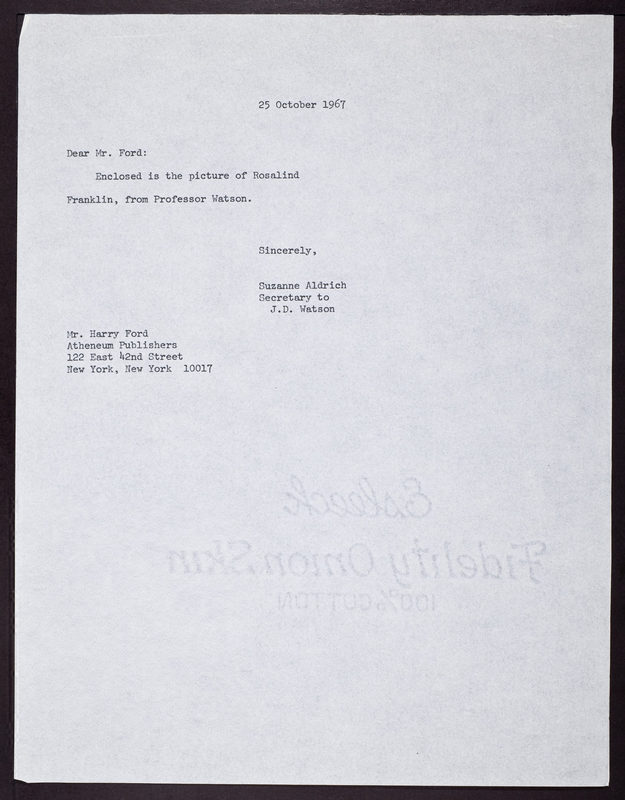 25 October 1967
Dear Mr. Ford:
Enclosed is the picture of Rosalind
Franklin, from Professor Watson.
Sincerely,
Suzanne Aldrich
Secretary to
J.D. Watson
Mr. Harry Ford
Atheneum Publishers
122 East 42nd Street
New York, New York 10017
Esleeck
Fidelity Onion Skin
100% COTTON